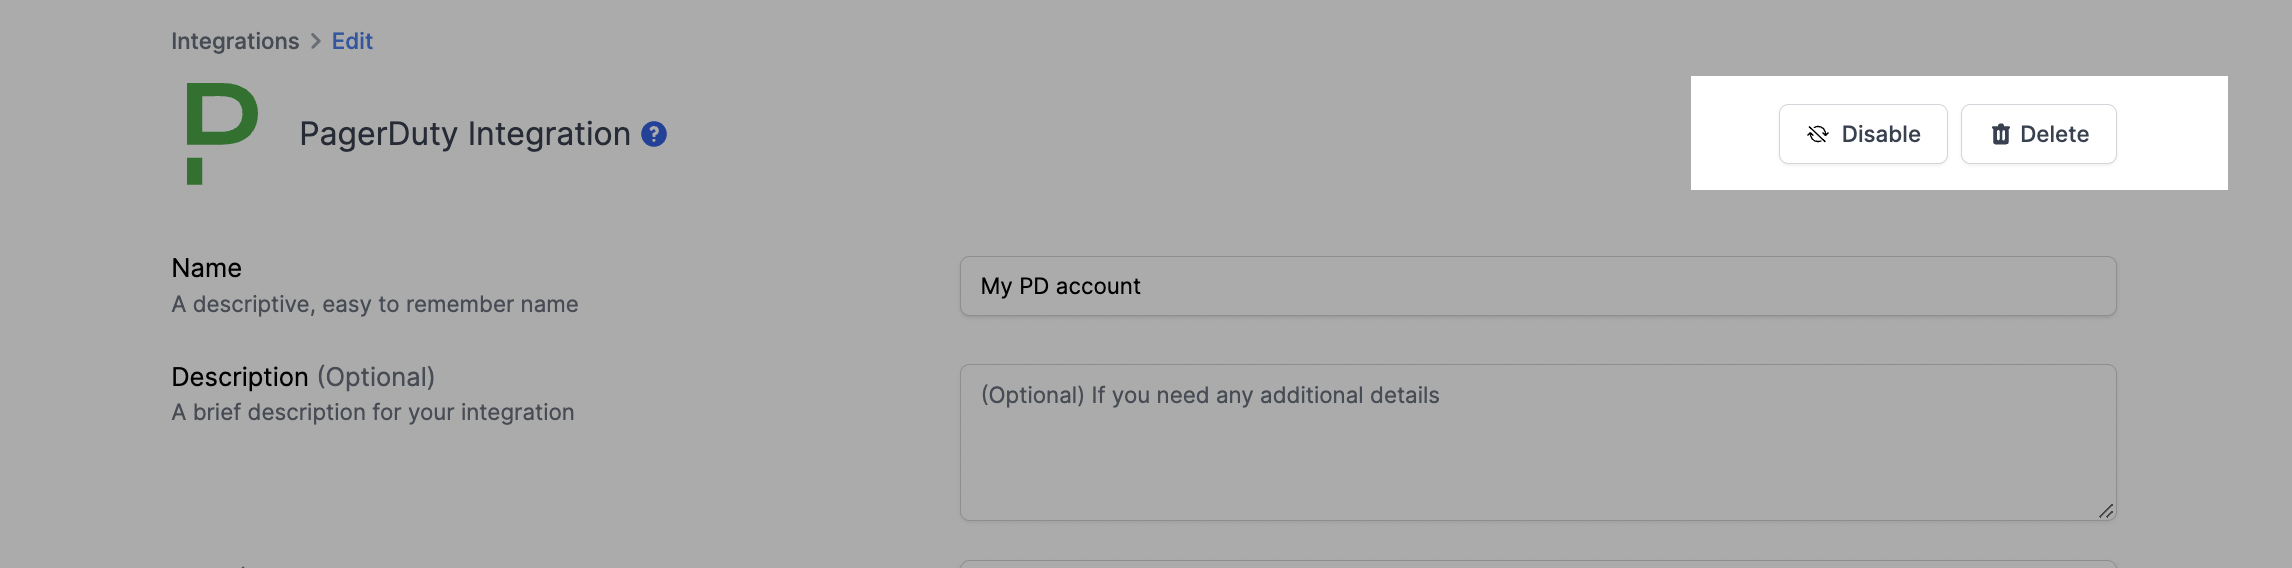 Integrations > Edit
PagerDuty Integration ?
Disable
Delete
Name
A descriptive, easy to remember name
My PD account
Description (Optional)
A brief description for your integration
(Optional) If you need any additional details